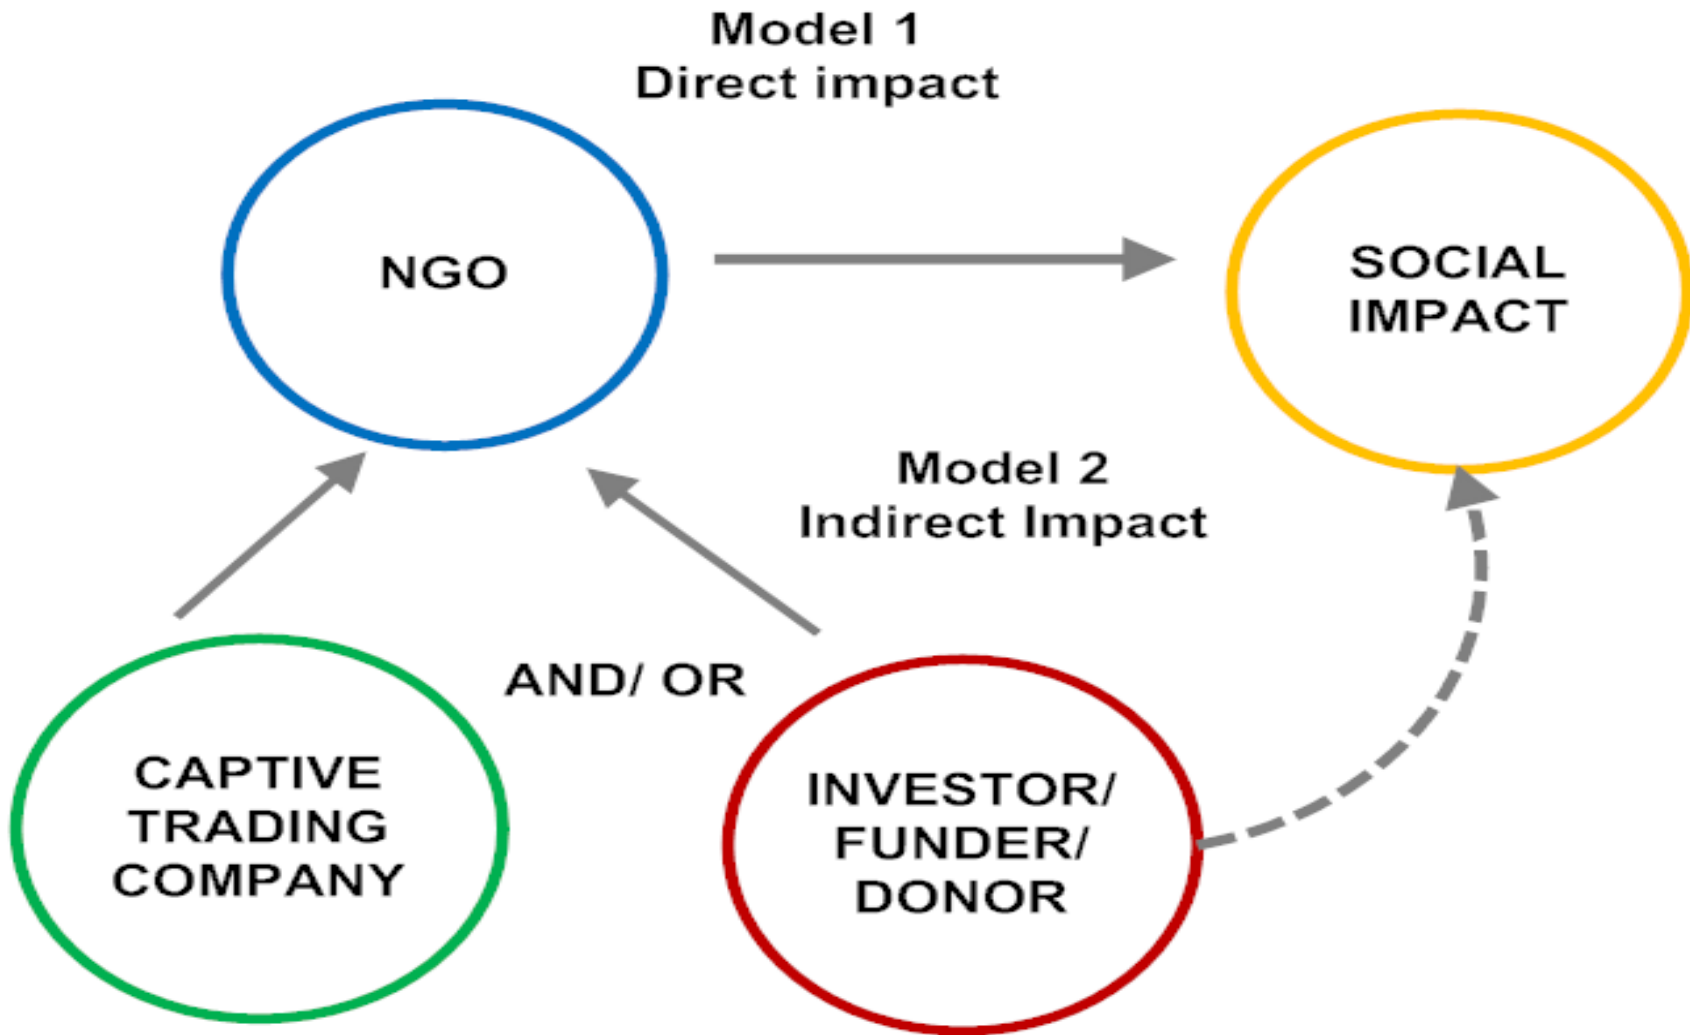 Model 1
Direct impact
NGO
SOCIAL
IMPACT
Model 2
Indirect Impact
AND/ OR
CAPTIVE
TRADING
COMPANY
INVESTOR/
FUNDER/
DONOR